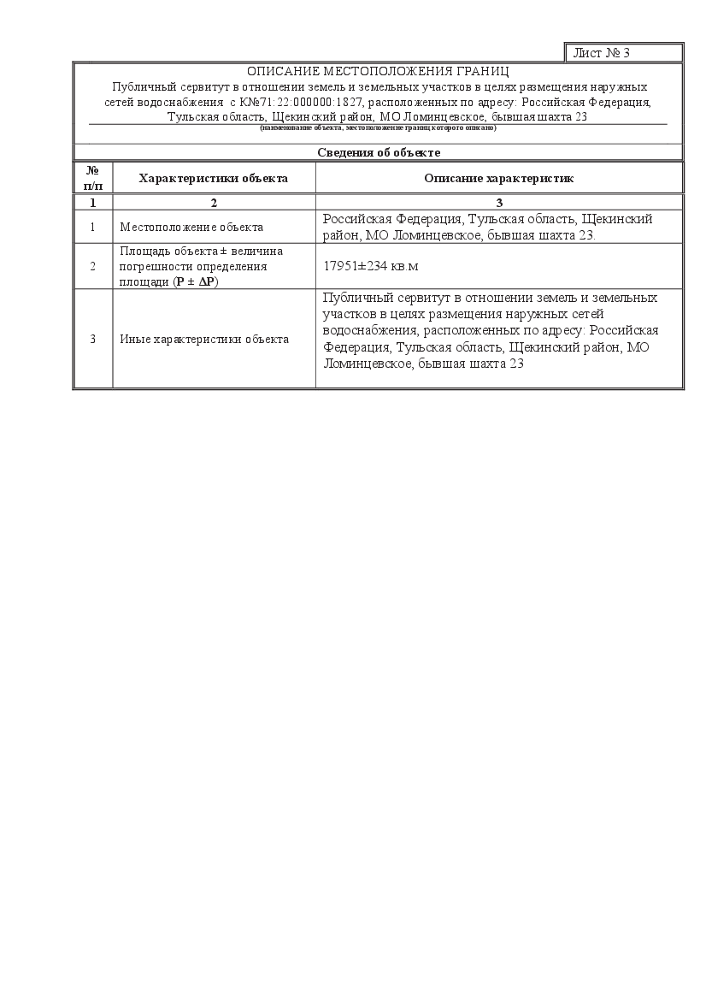 Лист № 3
ОПИСАНИЕ МЕСТОПОЛОЖЕНИЯ ГРАНИЦ
Публичный сервитут в отношении земель и земельных участков в целях размещения наружных
сетей водоснабжения с К№71:22:000000:1827, расположенных по адресу: Российская Федерация,
Тульская область, Щекинский район, МО Ломинцевское, бывшая шахта 23
(наименование объекта, местоположение границ которого описано)
Сведения об объекте
№
п/п
Характеристики объекта
Описание характеристик
1
2
3
1
Местоположение объекта
Российская Федерация, Тульская область, Щекинский
район, МО Ломинцевское, бывшая шахта 23.
2
Площадь объекта ± величина
погрешности определения
площади (Р ± ΔР)
17951±234 кв.м
3
Иные характеристики объекта
Публичный сервитут в отношении земель и земельных
участков в целях размещения наружных сетей
водоснабжения, расположенных по адресу: Российская
Федерация, Тульская область, Щекинский район, МО
Ломинцевское, бывшая шахта 23